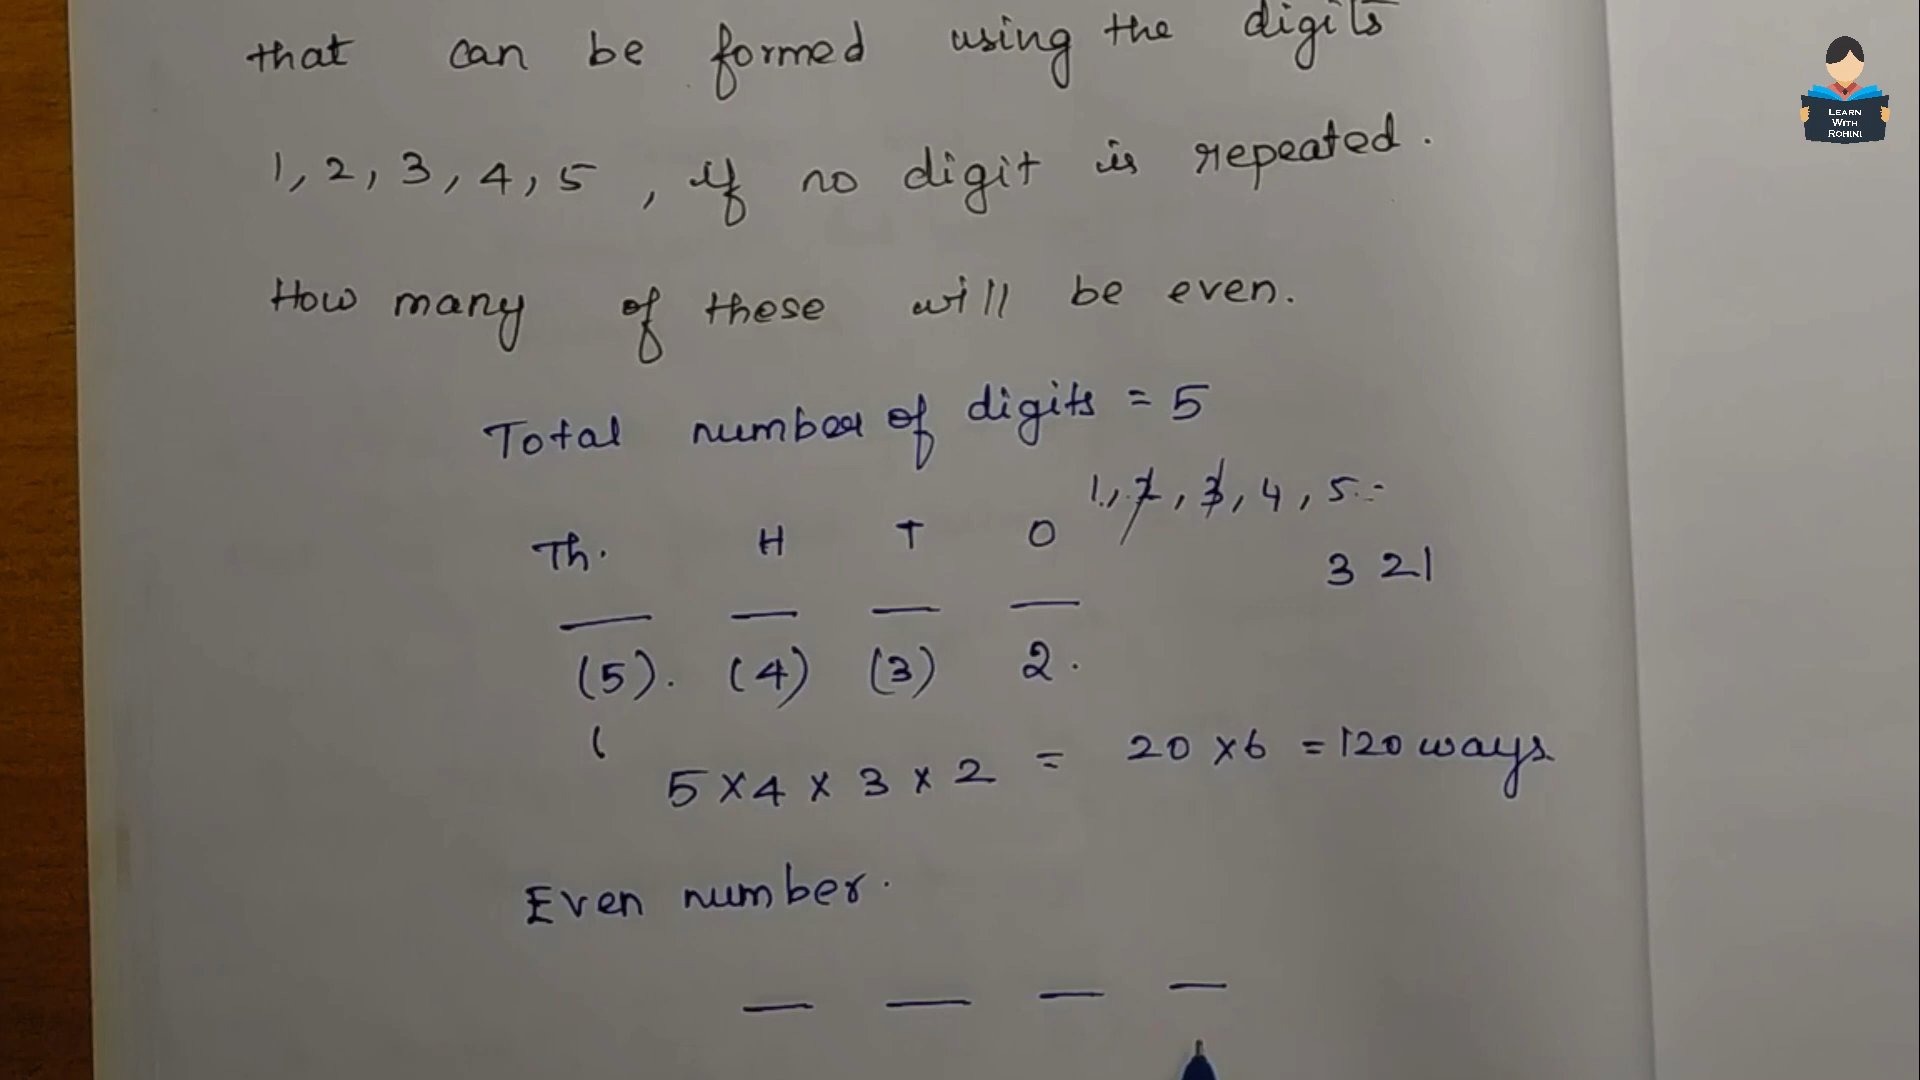 that can be formed using the digits
1, 2, 3, 4, 5, if no digit is repeated.
How many of these will be even.
Total number of digits = 5
1, 2, 3, 4, 5
Th. H T O
3 21
(5). (4) (3) 2.
(
5 x 4 x 3 x 2 = 20 x 6 = 120 ways
Even number.
LEARN
WITH
ROHINI